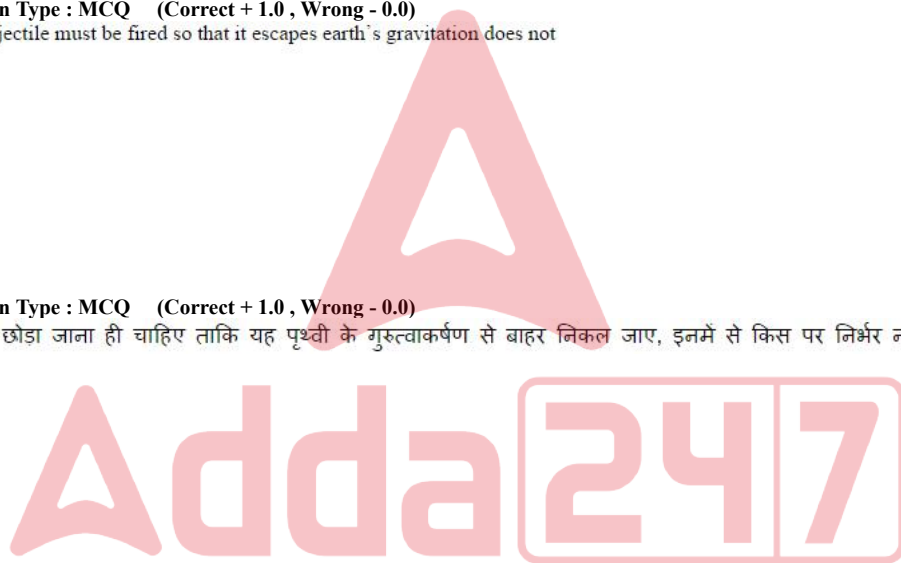 n Type : MCQ (Correct + 1.0 , Wrong - 0.0)
jectile must be fired so that it escapes earth's gravitation does not
n Type : MCQ (Correct + 1.0 , Wrong - 0.0)
छोड़ा जाना ही चाहिए ताकि यह पृथ्वी के गुरुत्वाकर्षण से बाहर निकल जाए, इनमें से किस पर निर्भर न
Adda247